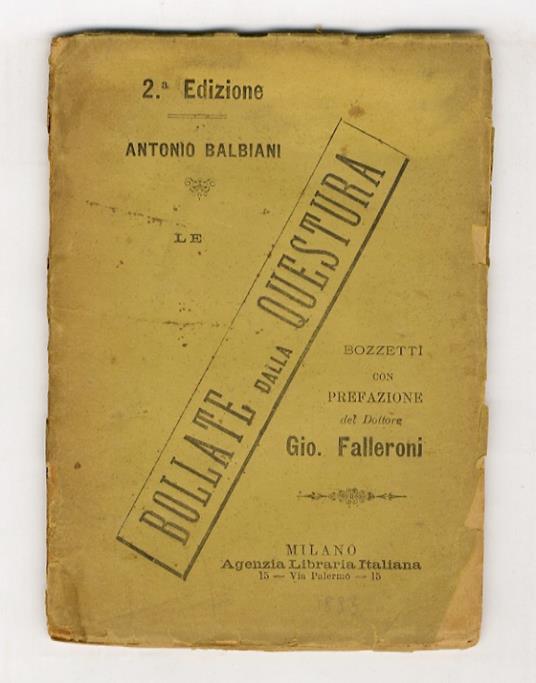 2.ª Edizione
ANTONIO BALBIANI
LE
BOLLATE DALLA QUESTURA
BOZZETTI
CON
PREFAZIONE
del Dottore
Gio. Falleroni
MILANO
Agenzia Libraria Italiana
15 — Via Palermo — 15